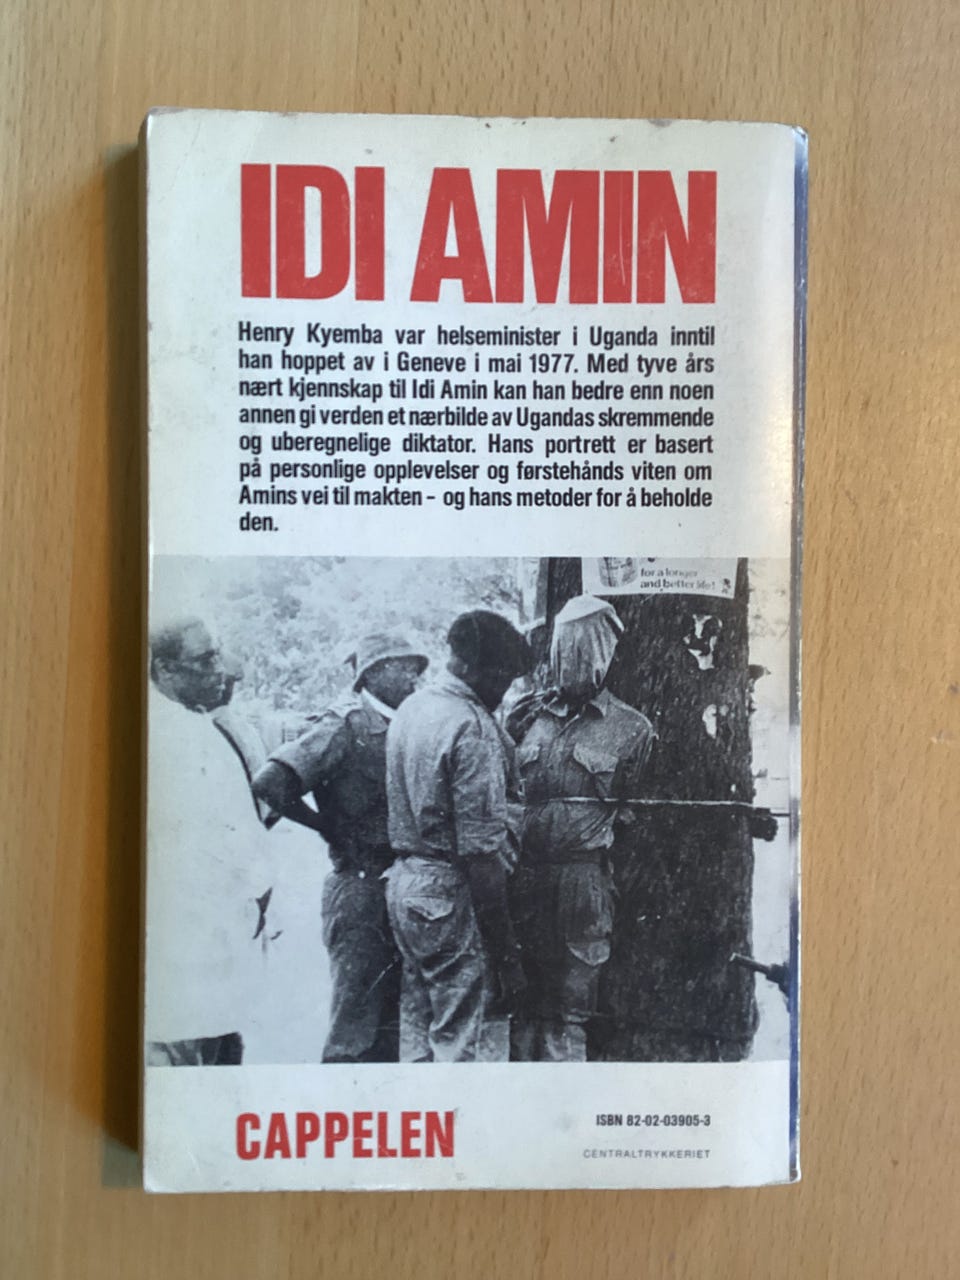 IDI AMIN
Henry Kyemba var helseminister i Uganda inntil
han hoppet av i Geneve i mai 1977. Med tyve års
nært kjennskap til Idi Amin kan han bedre enn noen
annen gi verden et nærbilde av Ugandas skremmende
og uberegnelige diktator. Hans portrett er basert
på personlige opplevelser og førstehånds viten om
Amins vei til makten – og hans metoder for å beholde
den.
for a longer
and better life!
CAPPELEN
ISBN 82-02-03905-3
CENTRALTRYKKERIET